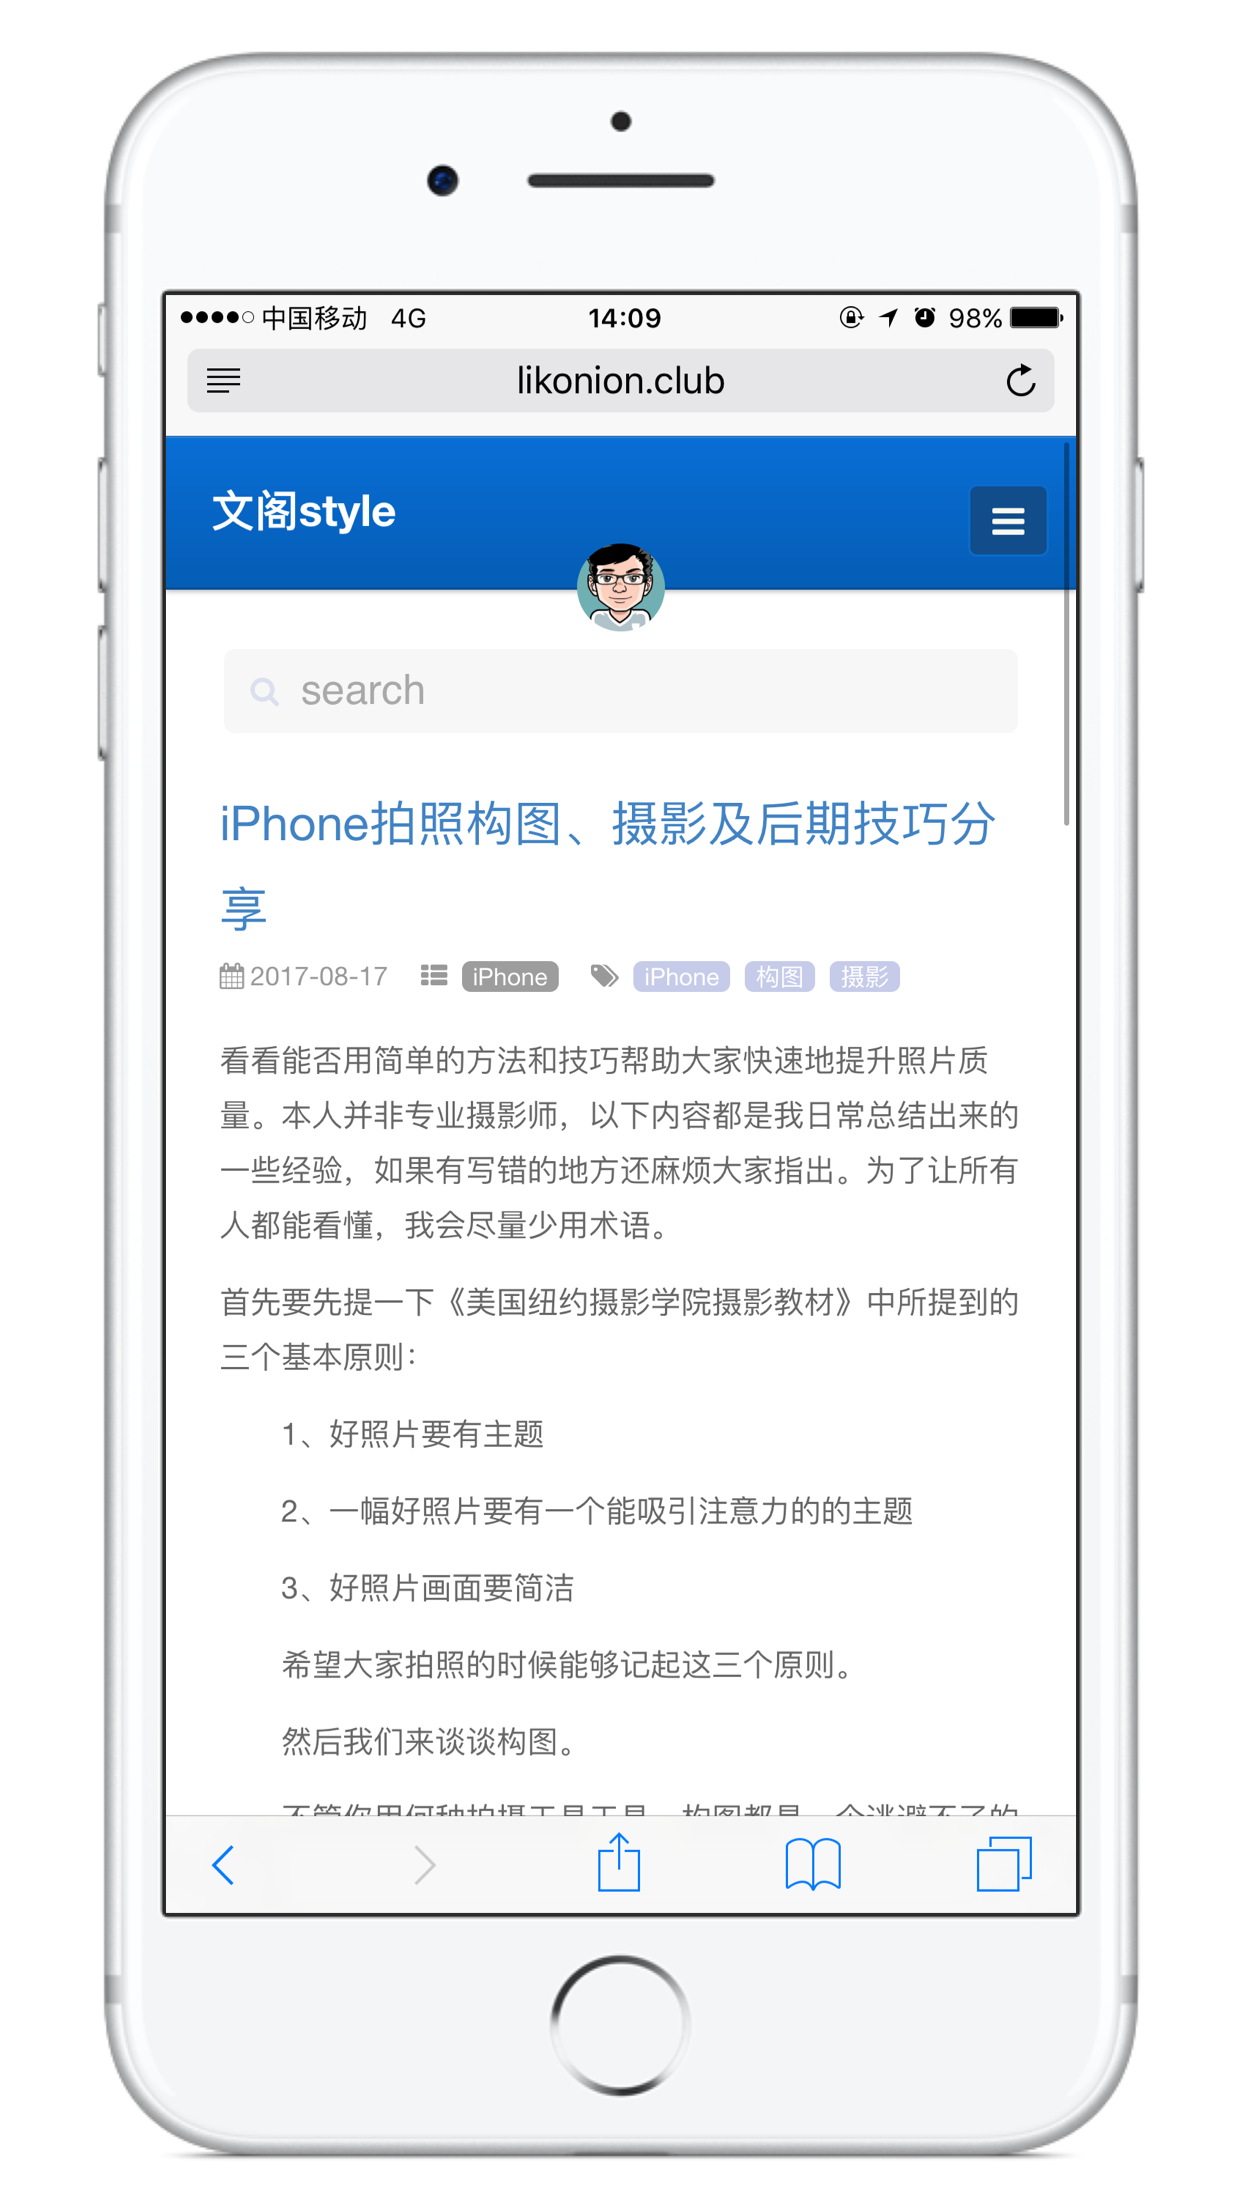 中国移动 4G 14:09 98%
likonion.club
文阁style
search
iPhone拍照构图、摄影及后期技巧分
享
2017-08-17 iPhone iPhone 构图 摄影
看看能否用简单的方法和技巧帮助大家快速地提升照片质
量。本人并非专业摄影师，以下内容都是我日常总结出来的
一些经验，如果有写错的地方还麻烦大家指出。为了让所有
人都能看懂，我会尽量少用术语。
首先要先提一下《美国纽约摄影学院摄影教材》中所提到的
三个基本原则：
1、好照片要有主题
2、一幅好照片要有一个能吸引注意力的的主题
3、好照片画面要简洁
希望大家拍照的时候能够记起这三个原则。
然后我们来谈谈构图。